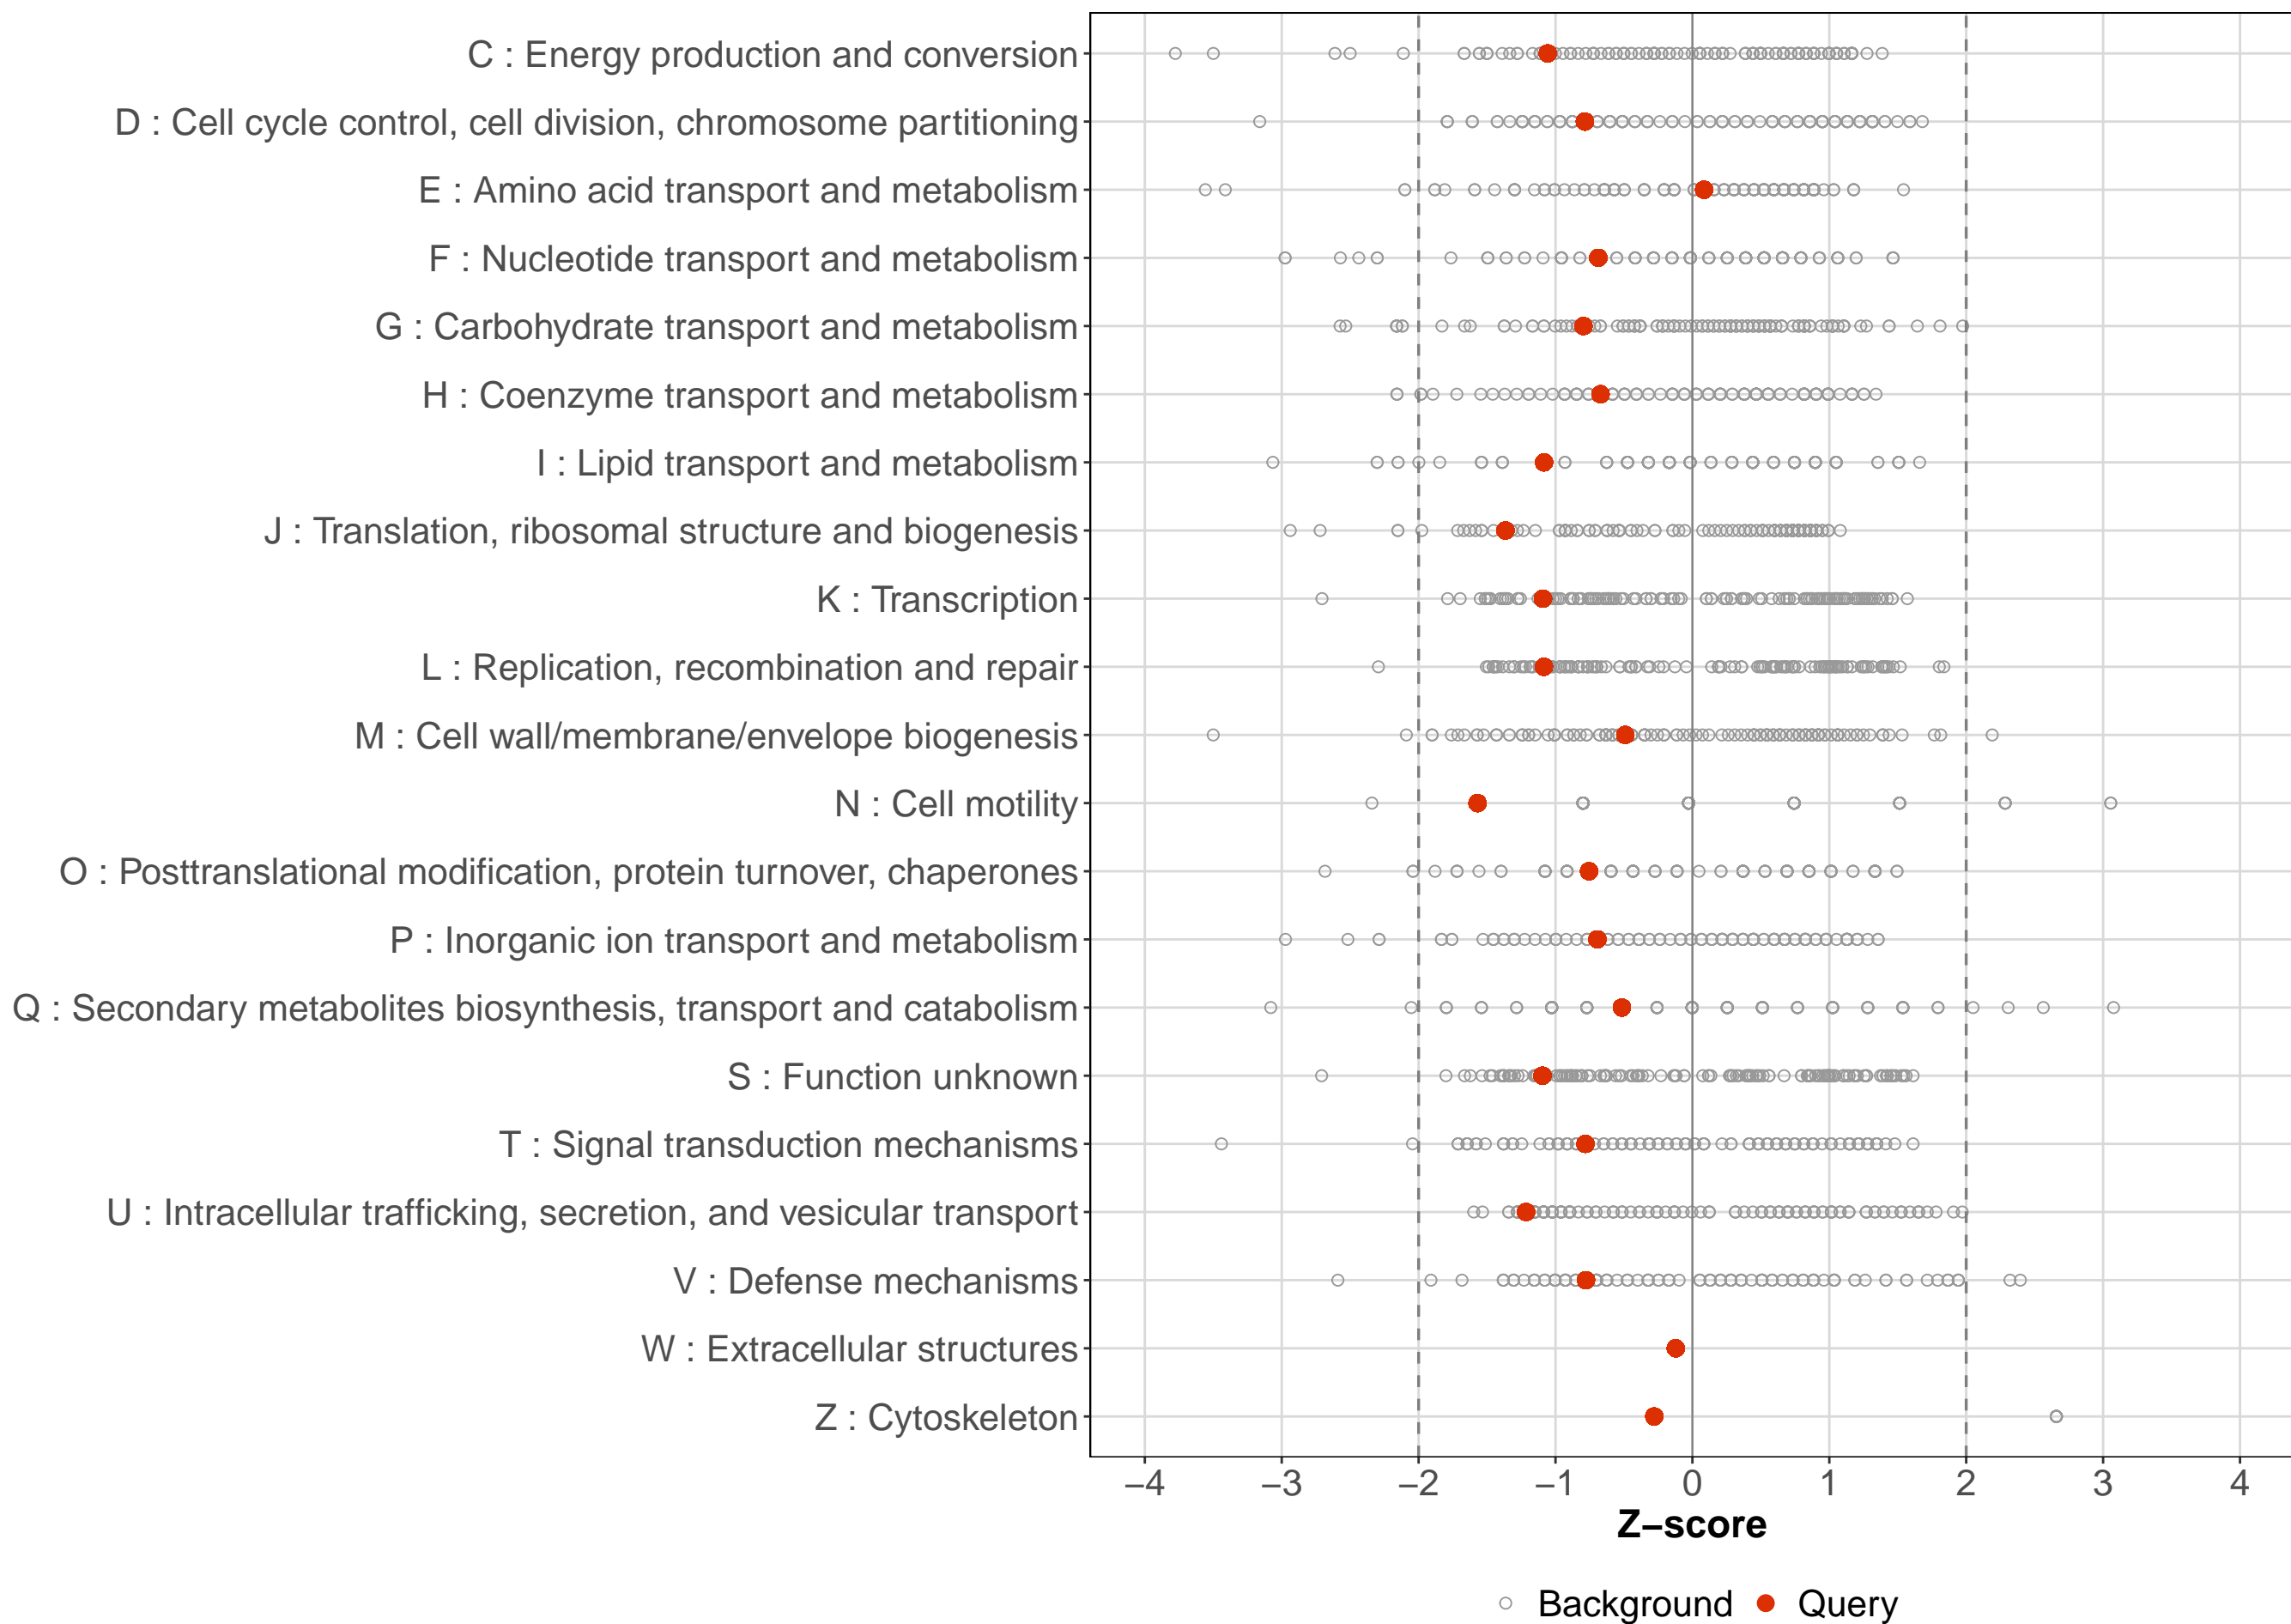 C : Energy production and conversion
D : Cell cycle control, cell division, chromosome partitioning
E : Amino acid transport and metabolism
F : Nucleotide transport and metabolism
G : Carbohydrate transport and metabolism
H : Coenzyme transport and metabolism
I : Lipid transport and metabolism
J : Translation, ribosomal structure and biogenesis
K : Transcription
L : Replication, recombination and repair
M : Cell wall/membrane/envelope biogenesis
N : Cell motility
O : Posttranslational modification, protein turnover, chaperones
P : Inorganic ion transport and metabolism
Q : Secondary metabolites biosynthesis, transport and catabolism
S : Function unknown
T : Signal transduction mechanisms
U : Intracellular trafficking, secretion, and vesicular transport
V : Defense mechanisms
W : Extracellular structures
Z : Cytoskeleton
−4 −3 −2 −1 0 1 2 3 4
Z−score
Background Query